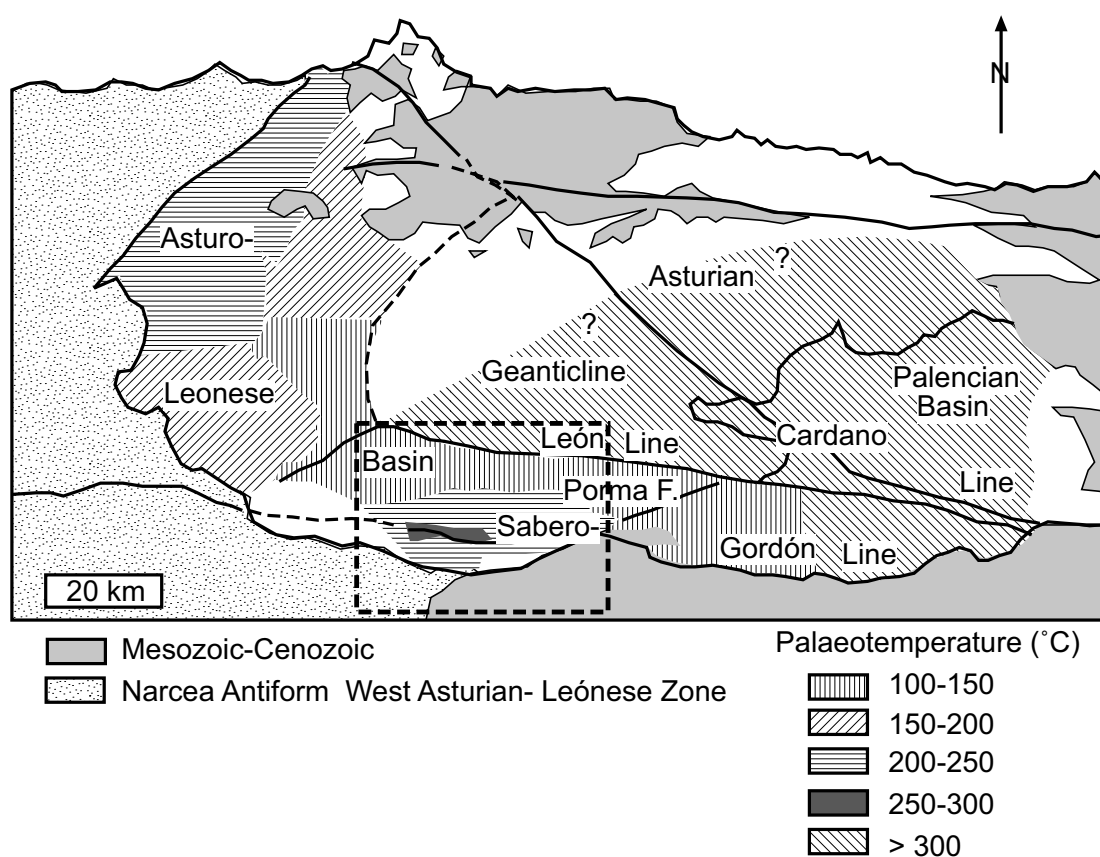 N
Asturo-
Asturian
?
?
Geanticline
Leonese
Palencian
Basin
León Line
Cardano
Basin
Porma F.
Line
Sabero-
Gordón
Line
20 km
Mesozoic-Cenozoic
Narcea Antiform West Asturian- Leónese Zone
Palaeotemperature (˚C)
100-150
150-200
200-250
250-300
> 300